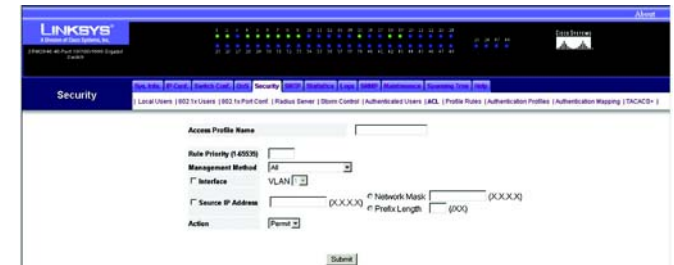 About
LINKSYS®
A Division of Cisco Systems, Inc.
Cisco Systems
Security
Sys. Info. | IP Conf. | Switch Conf. | QoS | Security | SNTP | Statistics | Logs | SNMP | Maintenance | Spanning Tree | Help
| Local Users | 802.1x Users | 802.1x Port Conf. | Radius Server | Storm Control | Authenticated Users | ACL | Profile Rules | Authentication Profiles | Authentication Mapping | TACACS+ |
Access Profile Name
Rule Priority (1-65535)
Management Method All
Interface VLAN 1
Source IP Address (X.X.X.X) Network Mask (X.X.X.X)
Prefix Length (/XX)
Action Permit
Submit